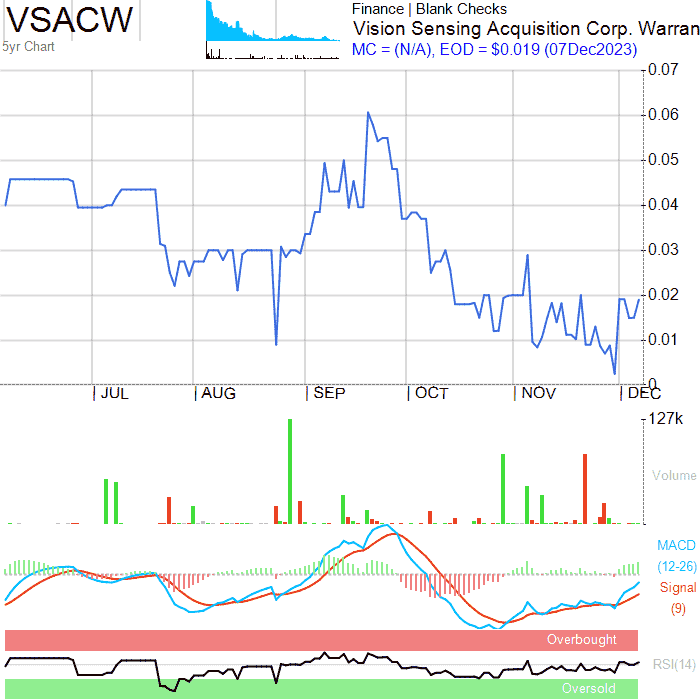 VSACW
5yr Chart
Finance | Blank Checks
Vision Sensing Acquisition Corp. Warran
MC = (N/A), EOD = $0.019 (07Dec2023)
0.07
0.06
0.05
0.04
0.03
0.02
0.01
0
JUL AUG SEP OCT NOV DEC
127k
Volume
MACD
(12-26)
Signal
(9)
Overbought
RSI(14)
Oversold